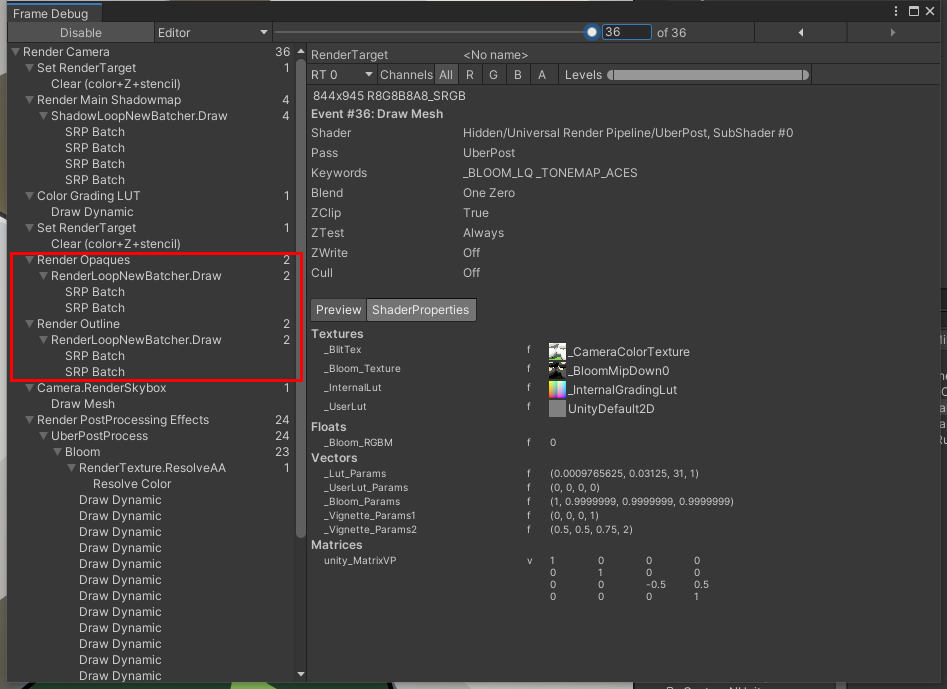 Frame Debug
Disable
Editor
36
of 36
Render Camera 36
Set RenderTarget 1
Clear (color+Z+stencil)
Render Main Shadowmap 4
ShadowLoopNewBatcher.Draw 4
SRP Batch
SRP Batch
SRP Batch
SRP Batch
Color Grading LUT 1
Draw Dynamic
Set RenderTarget 1
Clear (color+Z+stencil)
Render Opaques 2
RenderLoopNewBatcher.Draw 2
SRP Batch
SRP Batch
Render Outline 2
RenderLoopNewBatcher.Draw 2
SRP Batch
SRP Batch
Camera.RenderSkybox 1
Draw Mesh
Render PostProcessing Effects 24
UberPostProcess 24
Bloom 23
RenderTexture.ResolveAA 1
Resolve Color
Draw Dynamic
Draw Dynamic
Draw Dynamic
Draw Dynamic
Draw Dynamic
Draw Dynamic
Draw Dynamic
Draw Dynamic
Draw Dynamic
Draw Dynamic
Draw Dynamic
Draw Dynamic
RenderTarget <No name>
RT 0 Channels All R G B A Levels
844x945 R8G8B8A8_SRGB
Event #36: Draw Mesh
Shader Hidden/Universal Render Pipeline/UberPost, SubShader #0
Pass UberPost
Keywords _BLOOM_LQ _TONEMAP_ACES
Blend One Zero
ZClip True
ZTest Always
ZWrite Off
Cull Off
Preview ShaderProperties
Textures
_BlitTex f _CameraColorTexture
_Bloom_Texture f _BloomMipDown0
_InternalLut f _InternalGradingLut
_UserLut f UnityDefault2D
Floats
_Bloom_RGBM f 0
Vectors
_Lut_Params f (0.0009765625, 0.03125, 31, 1)
_UserLut_Params f (0, 0, 0, 0)
_Bloom_Params f (1, 0.9999999, 0.9999999, 0.9999999)
_Vignette_Params1 f (0, 0, 0, 1)
_Vignette_Params2 f (0.5, 0.5, 0.75, 2)
Matrices
unity_MatrixVP v 1 0 0 0
0 1 0 0
0 0 -0.5 0.5
0 0 0 1